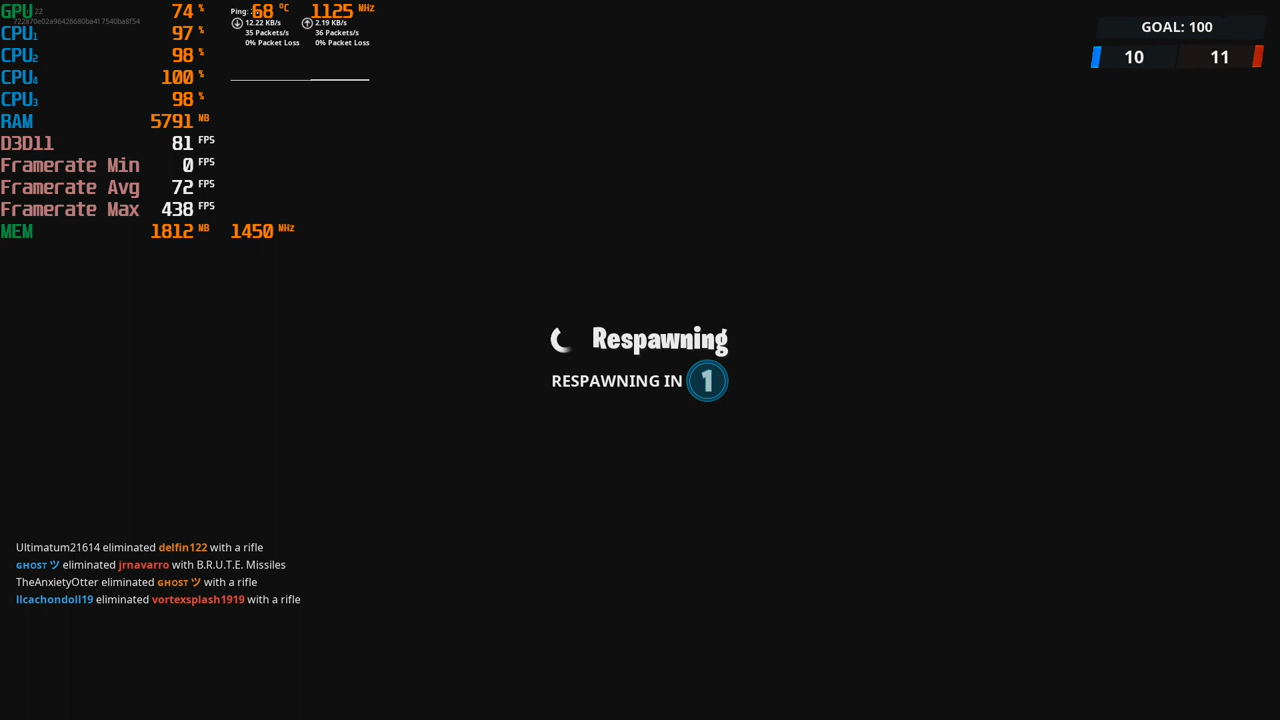 GPU 74 % 68 °C 1125 MHz
722870e02a96426680ba417540ba8f54
Ping:
12.22 KB/s 2.19 KB/s
35 Packets/s 36 Packets/s
0% Packet Loss 0% Packet Loss
CPU1 97 %
CPU2 98 %
CPU4 100 %
CPU3 98 %
RAM 5791 MB
D3D11 81 FPS
Framerate Min 0 FPS
Framerate Avg 72 FPS
Framerate Max 438 FPS
MEM 1812 MB 1450 MHz
GOAL: 100
10 11
Respawning
RESPAWNING IN 1
Ultimatum21614 eliminated delfin122 with a rifle
ɢʜᴏꜱᴛ ツ eliminated jrnavarro with B.R.U.T.E. Missiles
TheAnxietyOtter eliminated ɢʜᴏꜱᴛ ツ with a rifle
llcachondoll19 eliminated vortexsplash1919 with a rifle